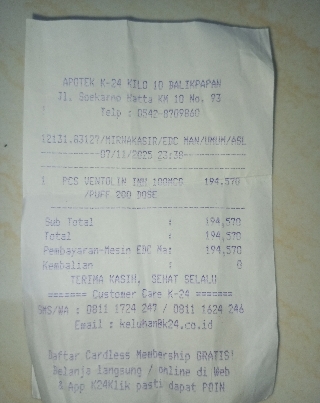 APOTEK K-24 KILO 10 BALIKPAPAN
Jl. Soekarno Hatta KM 10 No. 93
Telp : 0542-8709860
12131.83127/MIRNAKASIR/EDC MAN/UMUM/ASL
07/11/2025 23:38
1 PCS VENTOLIN INH 100MCG 194,570
/PUFF 200 DOSE
Sub Total : 194,570
Total : 194,570
Pembayaran-Mesin EDC Ma: 194,570
Kembalian : 0
TERIMA KASIH, SEHAT SELALU
======= Customer Care K-24 =======
SMS/WA : 0811 1724 247 / 0811 1624 246
Email : keluhan@k24.co.id
Daftar Cardless Membership GRATIS!
Belanja langsung / online di Web
& App K24Klik pasti dapat POIN